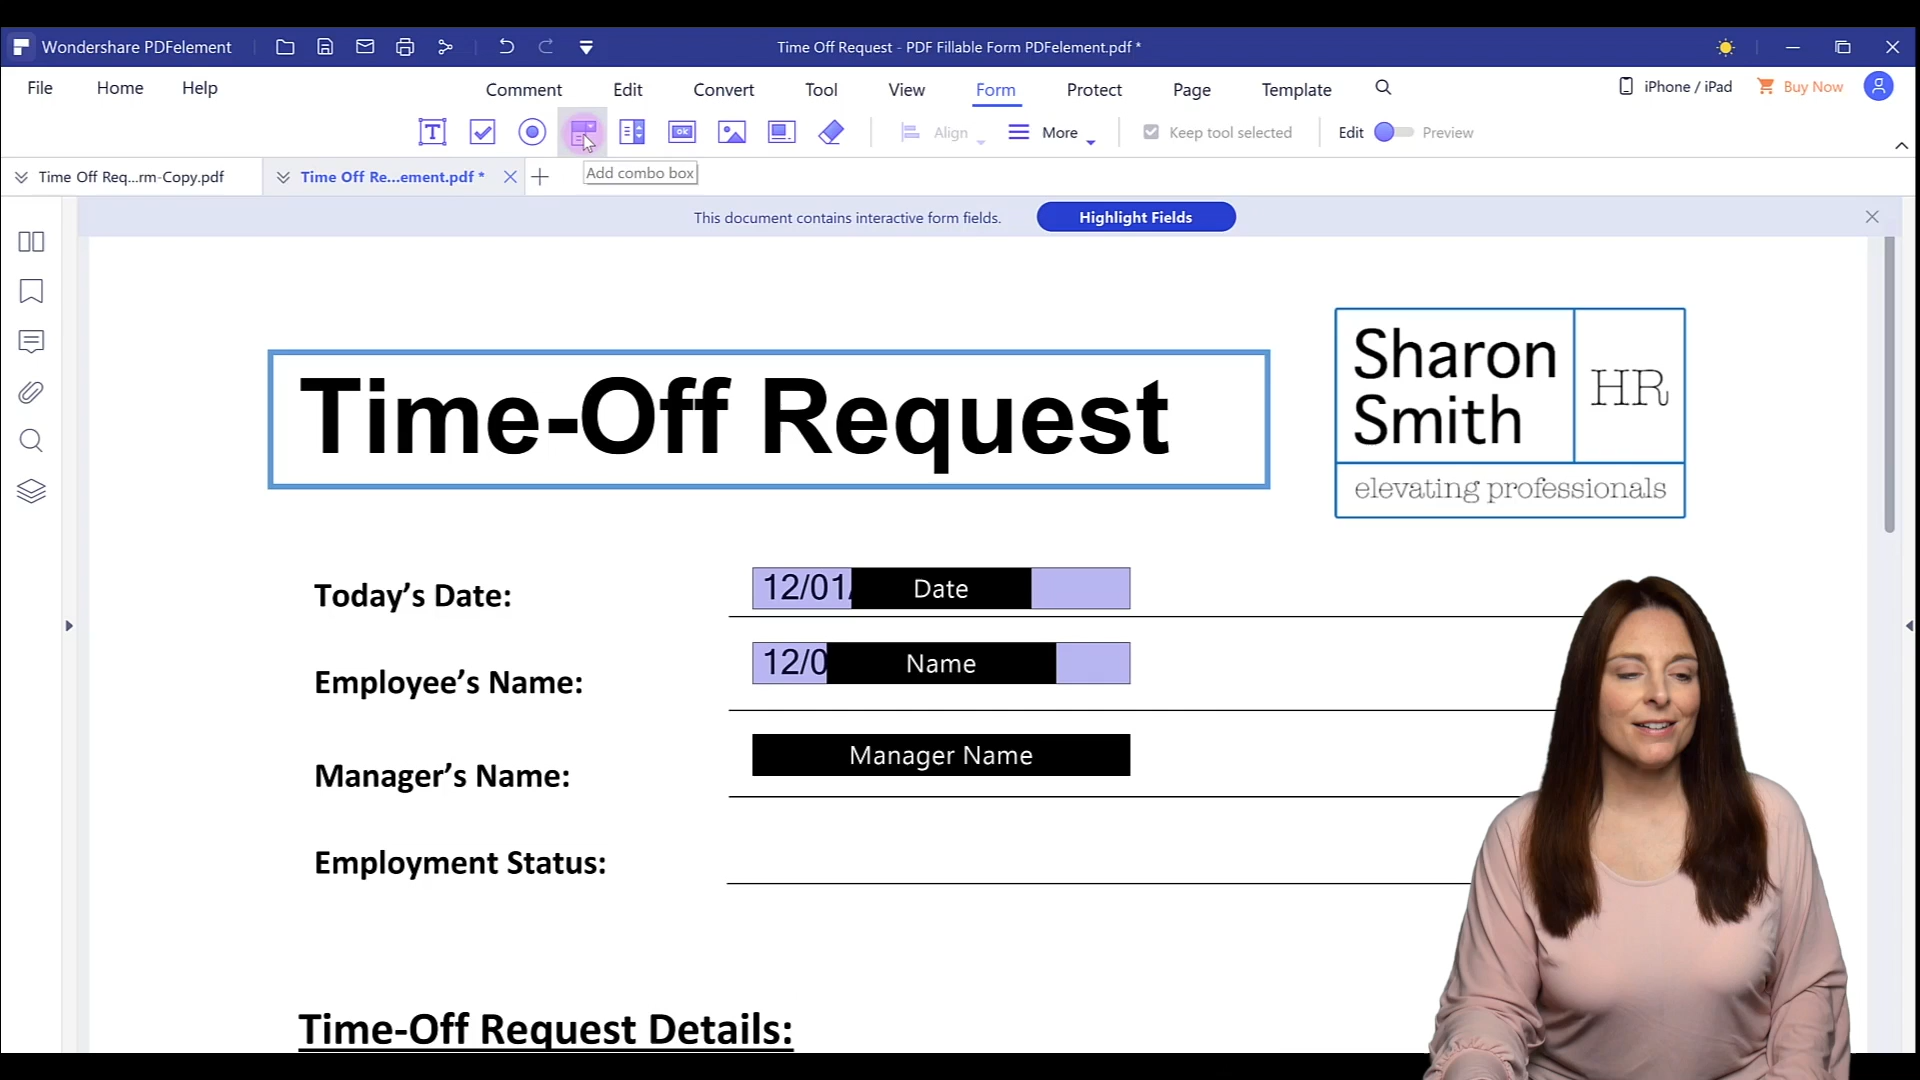 Wondershare PDFelement
Time Off Request - PDF Fillable Form PDFelement.pdf *
File Home Help Comment Edit Convert Tool View Form Protect Page Template iPhone / iPad Buy Now
T OK Align More Keep tool selected Edit Preview
Time Off Req...rm-Copy.pdf Time Off Re...ement.pdf * Add combo box
This document contains interactive form fields. Highlight Fields
Time-Off Request
Sharon
Smith
HR
elevating professionals
Today’s Date: 12/01/ Date
Employee’s Name: 12/0 Name
Manager’s Name: Manager Name
Employment Status:
Time-Off Request Details: